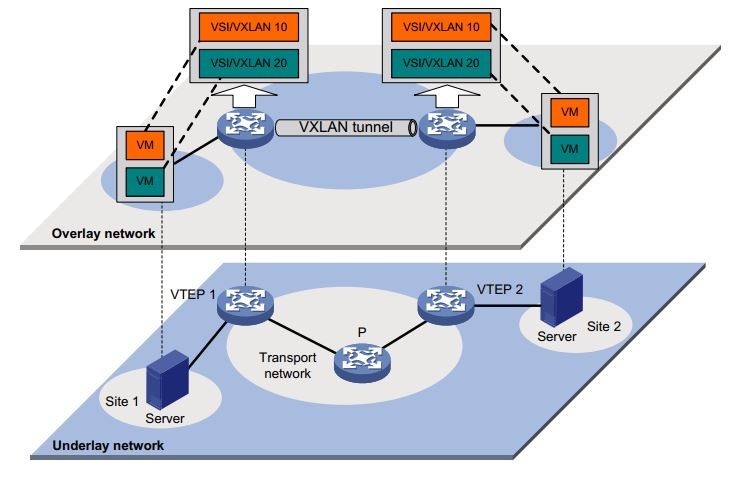 VSI/VXLAN 10
VSI/VXLAN 20
VSI/VXLAN 10
VSI/VXLAN 20
VM
VM
VXLAN tunnel
VM
VM
Overlay network
VTEP 1
VTEP 2
P
Transport
network
Server
Site 2
Site 1
Server
Underlay network